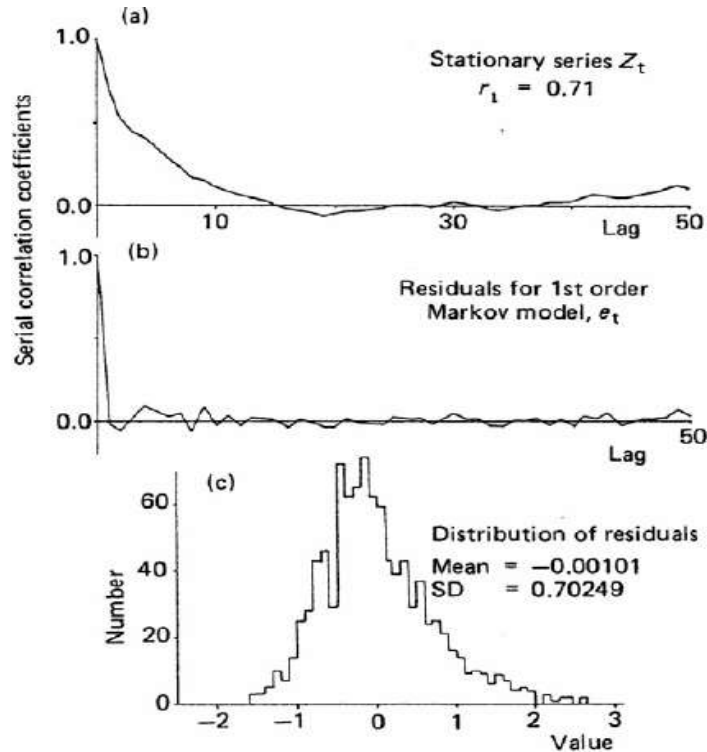 (a)
1.0
Stationary series Zt
r1 = 0.71
0.0
10
30
50
Lag
Serial correlation coefficients
(b)
1.0
Residuals for 1st order
Markov model, et
0.0
50
Lag
(c)
60
Distribution of residuals
Mean = −0.00101
SD = 0.70249
40
20
0
Number
−2 −1 0 1 2 3
Value